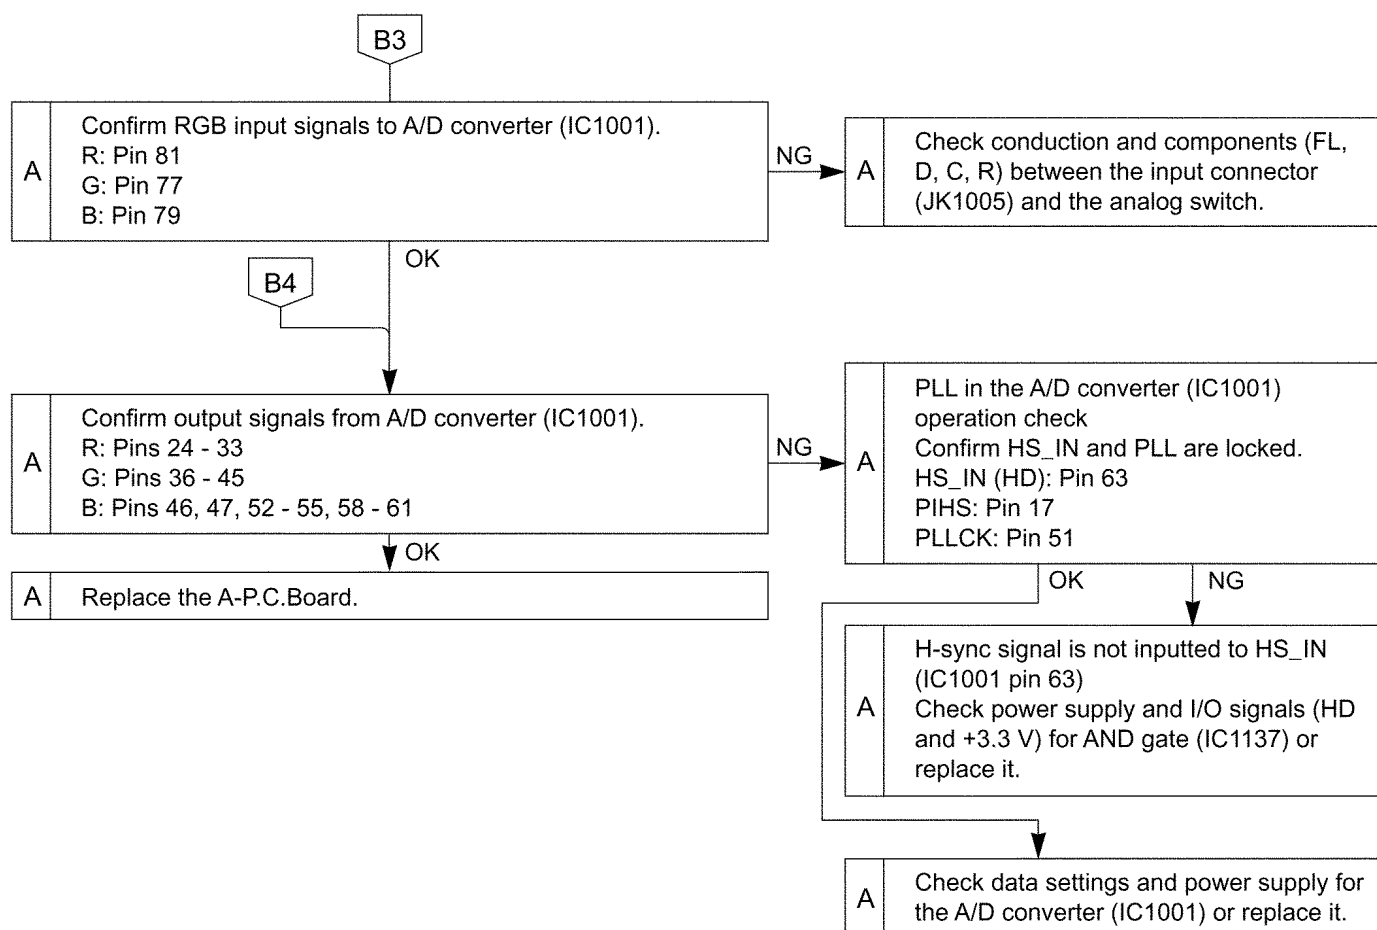 B3
A
Confirm RGB input signals to A/D converter (IC1001).
R: Pin 81
G: Pin 77
B: Pin 79
NG
A
Check conduction and components (FL,
D, C, R) between the input connector
(JK1005) and the analog switch.
OK
B4
A
Confirm output signals from A/D converter (IC1001).
R: Pins 24 - 33
G: Pins 36 - 45
B: Pins 46, 47, 52 - 55, 58 - 61
NG
A
PLL in the A/D converter (IC1001)
operation check
Confirm HS_IN and PLL are locked.
HS_IN (HD): Pin 63
PIHS: Pin 17
PLLCK: Pin 51
OK
A
Replace the A-P.C.Board.
OK
NG
A
H-sync signal is not inputted to HS_IN
(IC1001 pin 63)
Check power supply and I/O signals (HD
and +3.3 V) for AND gate (IC1137) or
replace it.
A
Check data settings and power supply for
the A/D converter (IC1001) or replace it.